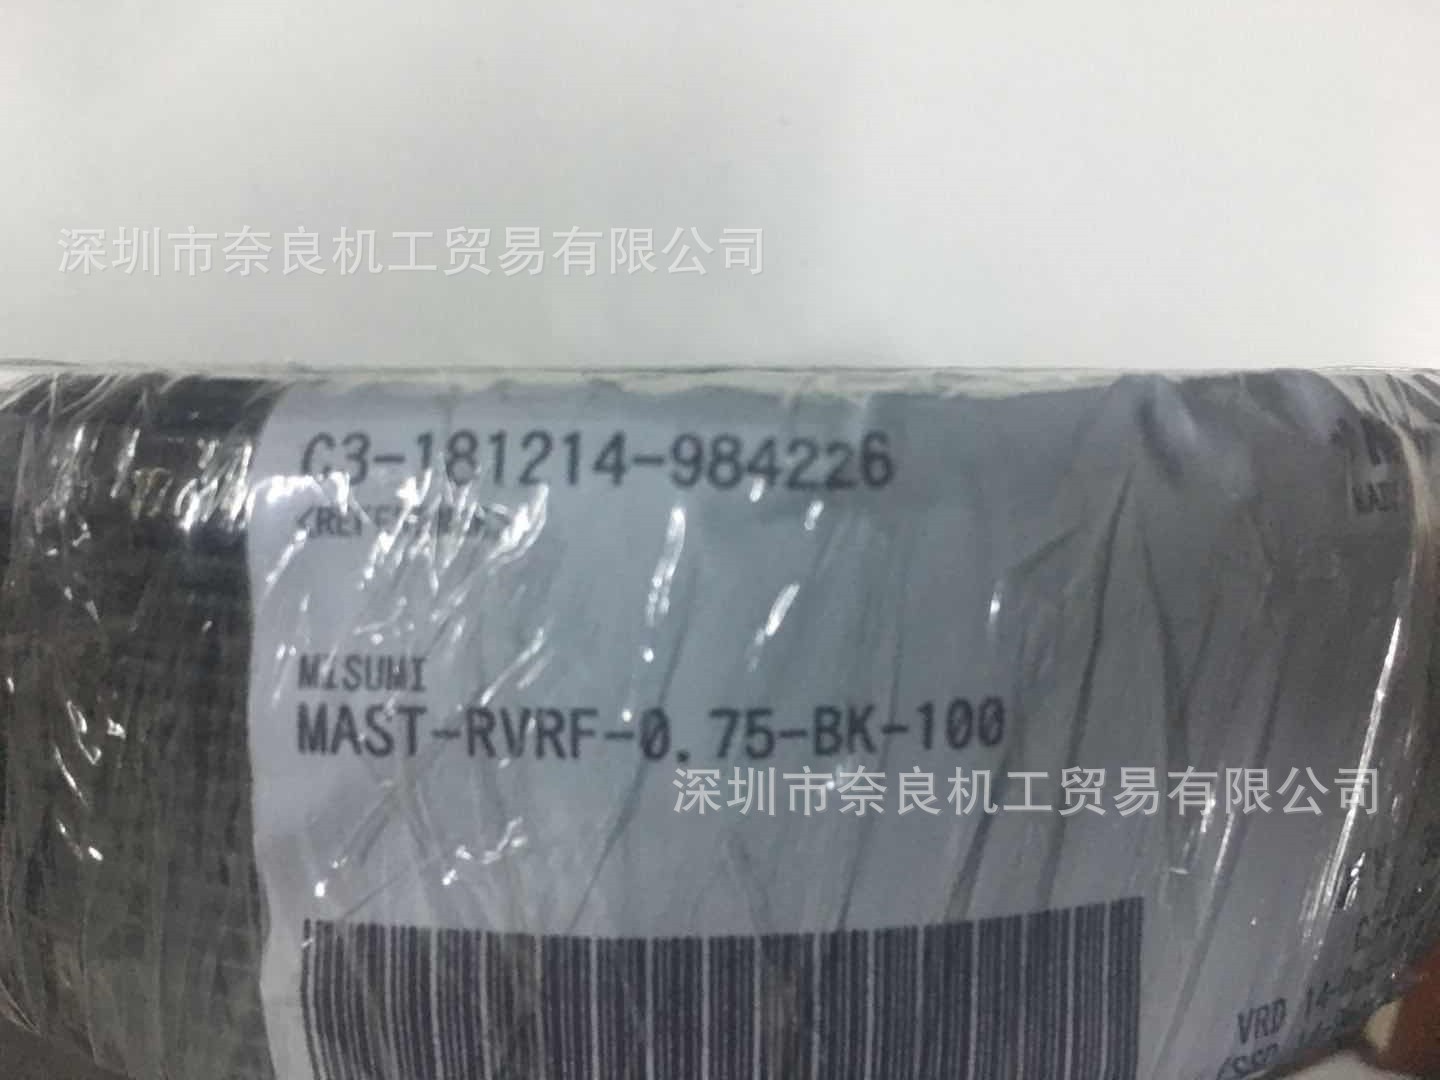 深圳市奈良机工贸易有限公司
C3-181214-984226
MISUMI
MAST-RVRF-0.75-BK-100
深圳市奈良机工贸易有限公司
VRD